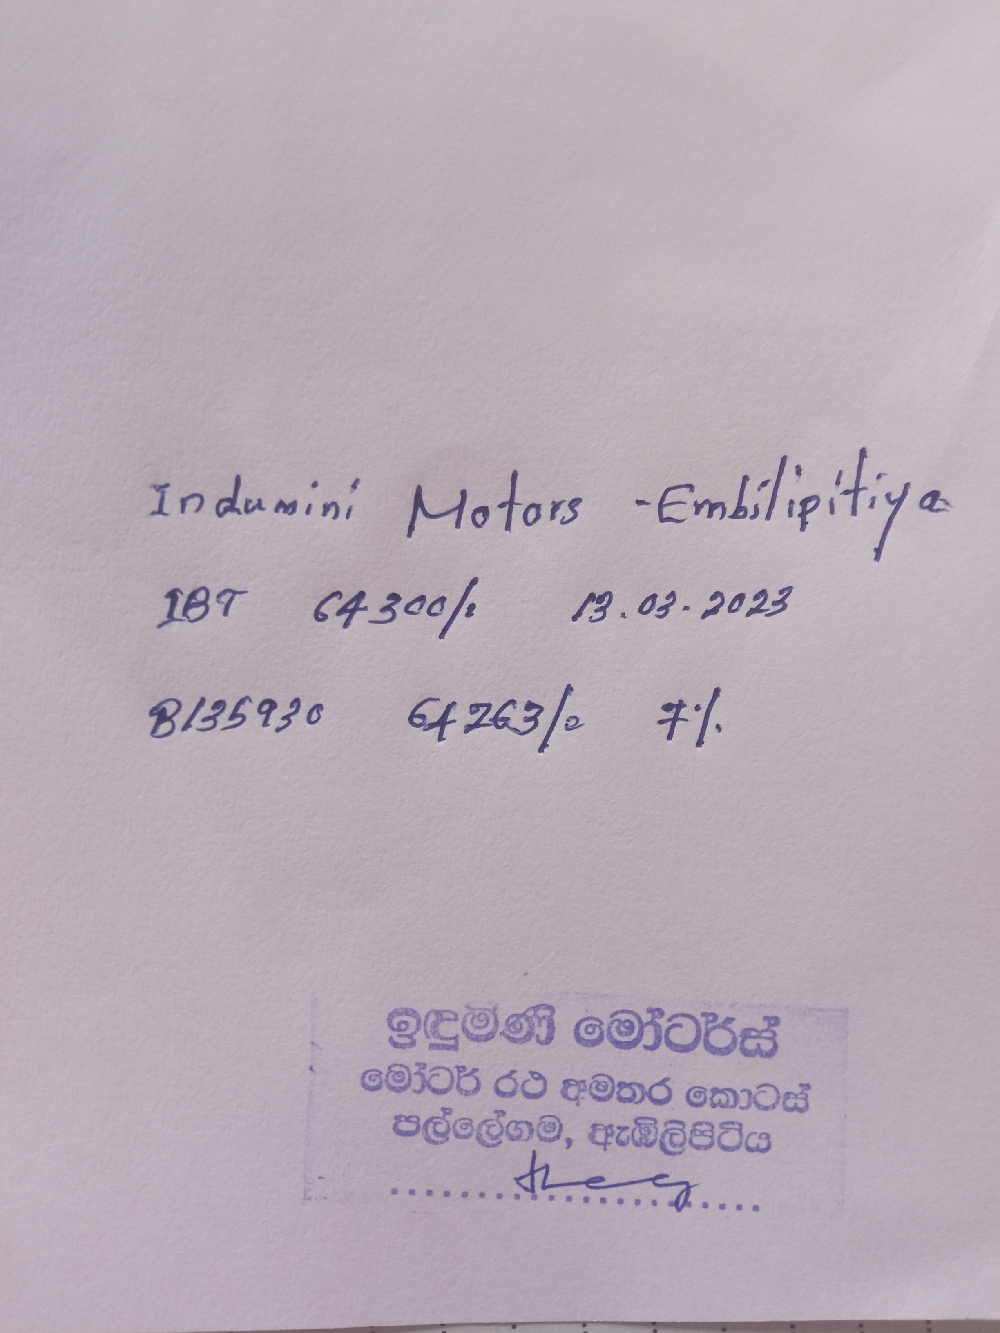 Indumini Motors - Embilipitiya
IBT 64300/. 13.03.2023
B135930 64263/. 7%
ඉඳුමිණි මෝටර්ස්
මෝටර් රථ අමතර කොටස්
පල්ලේගම, ඇඹිලිපිටිය